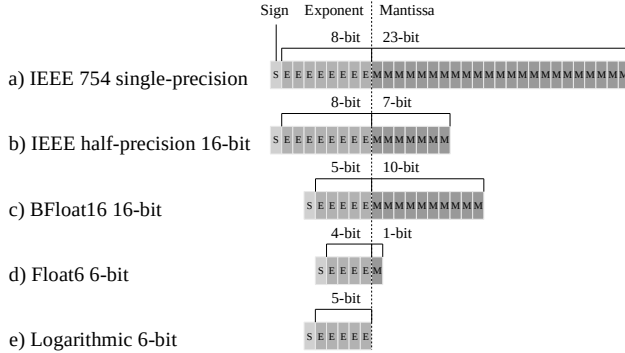 Sign Exponent Mantissa
8-bit 23-bit
a) IEEE 754 single-precision S E E E E E E E E M M M M M M M M M M M M M M M M M M M M M M M
8-bit 7-bit
b) IEEE half-precision 16-bit S E E E E E E E E M M M M M M M
5-bit 10-bit
c) BFloat16 16-bit S E E E E E M M M M M M M M M M
4-bit 1-bit
d) Float6 6-bit S E E E E M
5-bit
e) Logarithmic 6-bit S E E E E E